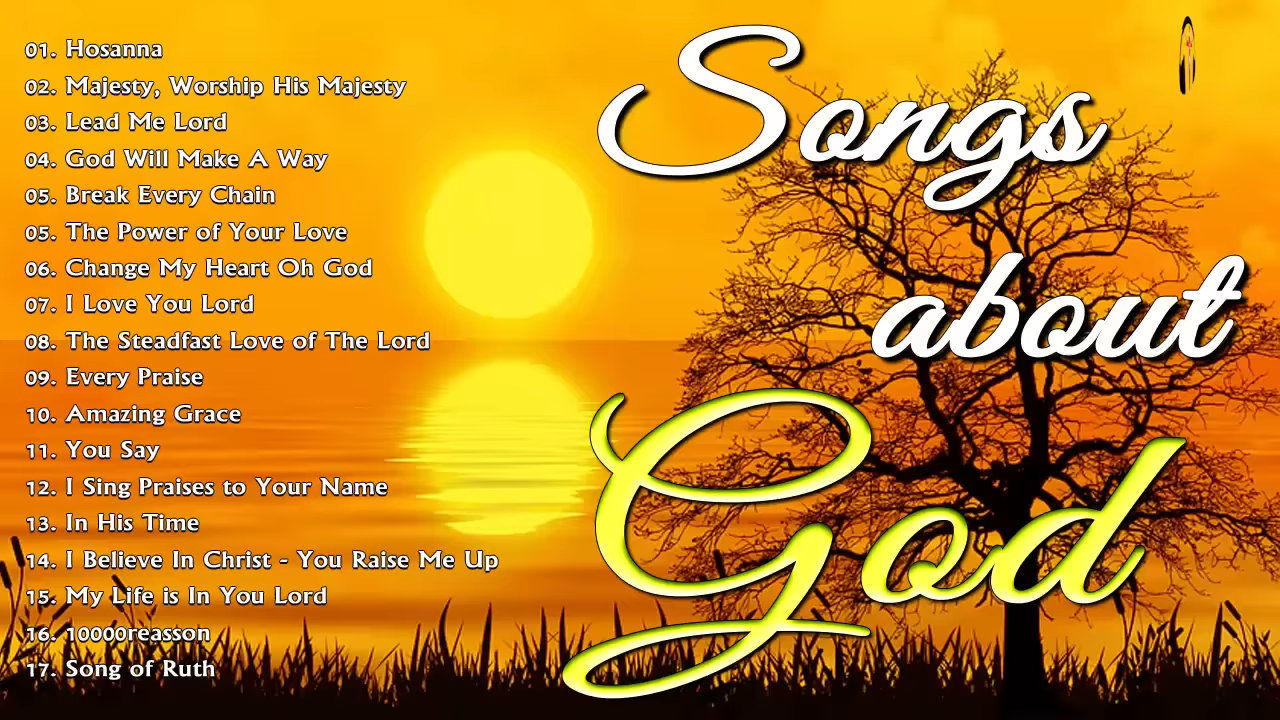 01. Hosanna
02. Majesty, Worship His Majesty
03. Lead Me Lord
04. God Will Make A Way
05. Break Every Chain
05. The Power of Your Love
06. Change My Heart Oh God
07. I Love You Lord
08. The Steadfast Love of The Lord
09. Every Praise
10. Amazing Grace
11. You Say
12. I Sing Praises to Your Name
13. In His Time
14. I Believe In Christ - You Raise Me Up
15. My Life is In You Lord
16. 10000reasson
17. Song of Ruth
Songs
about
God